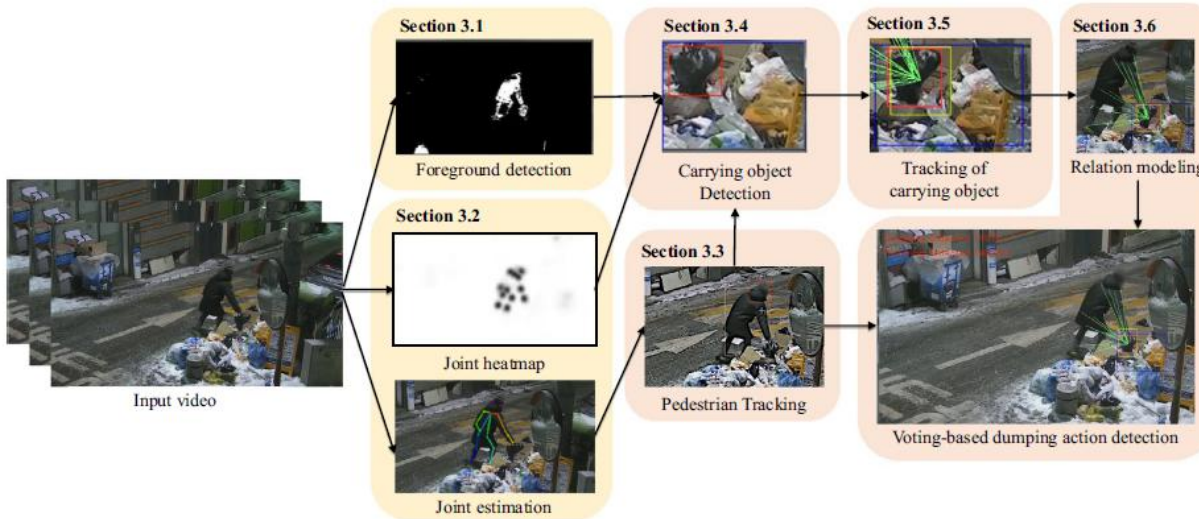 Section 3.1
Foreground detection
Section 3.2
Joint heatmap
Joint estimation
Input video
Section 3.4
Carrying object
Detection
Section 3.5
Tracking of
carrying object
Section 3.6
Relation modeling
Section 3.3
Pedestrian Tracking
Voting-based dumping action detection